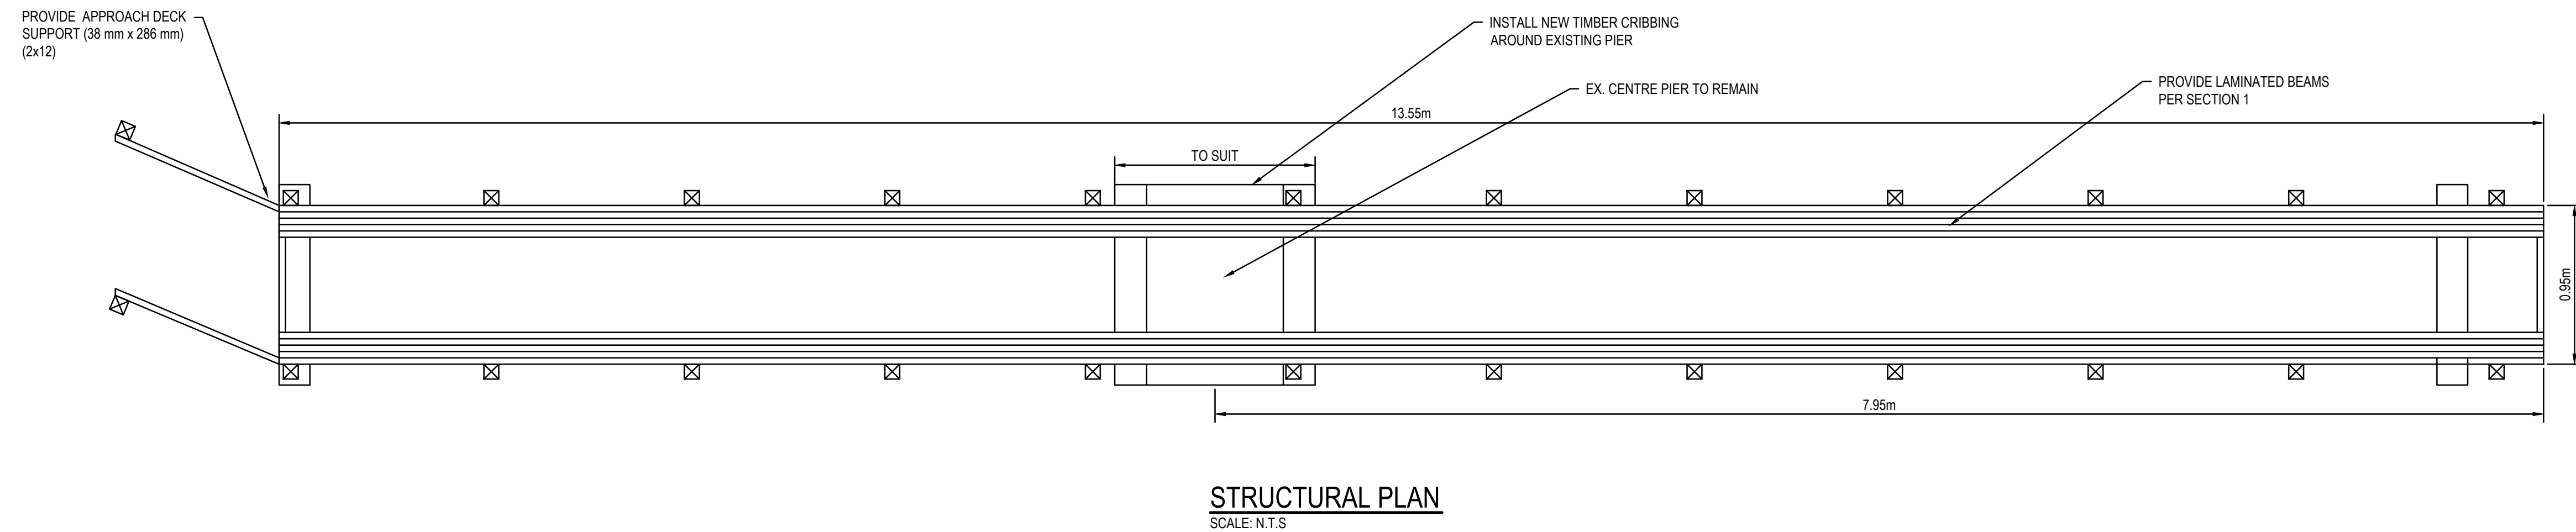 PROVIDE APPROACH DECK
SUPPORT (38 mm x 286 mm)
(2x12)
INSTALL NEW TIMBER CRIBBING
AROUND EXISTING PIER
EX. CENTRE PIER TO REMAIN
PROVIDE LAMINATED BEAMS
PER SECTION 1
13.55m
TO SUIT
0.95m
7.95m
STRUCTURAL PLAN
SCALE: N.T.S